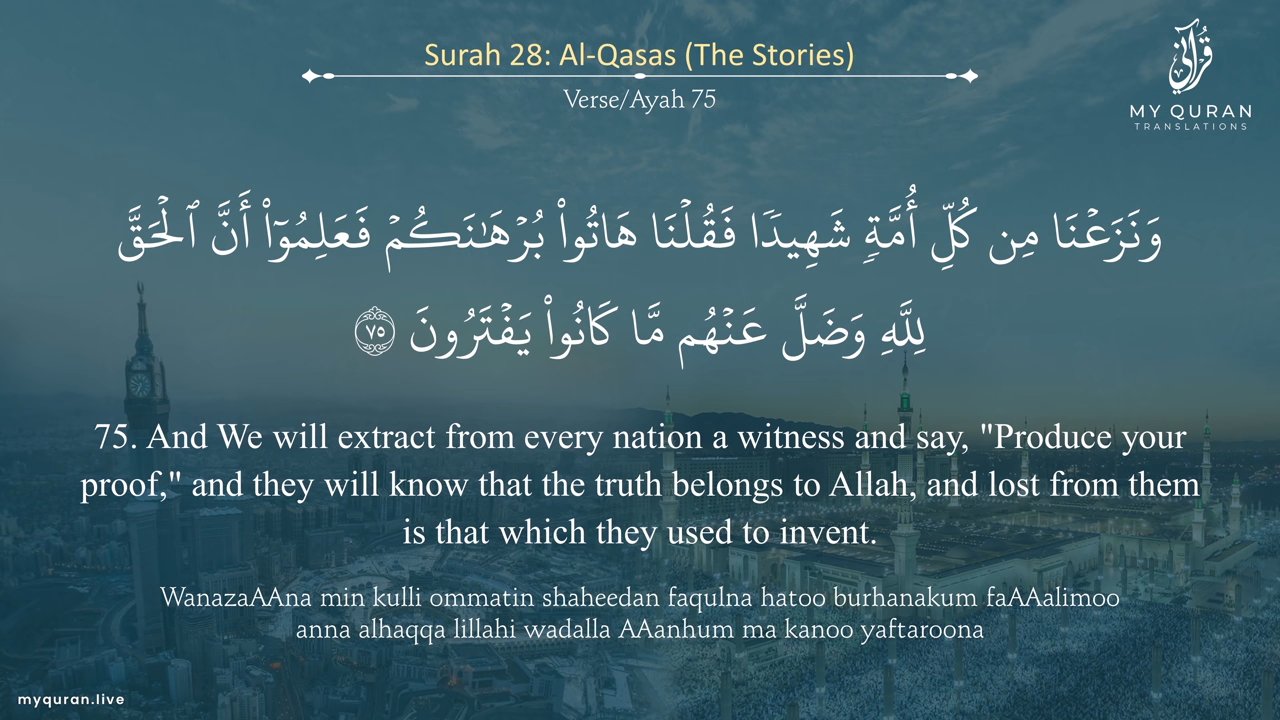 Surah 28: Al-Qasas (The Stories)
Verse/Ayah 75
قُرْآنِي
MY QURAN
TRANSLATIONS
وَنَزَعْنَا مِن كُلِّ أُمَّةٍ شَهِيدًا فَقُلْنَا هَاتُوا۟ بُرْهَـٰنَكُمْ فَعَلِمُوٓا۟ أَنَّ ٱلْحَقَّ
لِلَّهِ وَضَلَّ عَنْهُم مَّا كَانُوا۟ يَفْتَرُونَ ٧٥
75. And We will extract from every nation a witness and say, "Produce your
proof," and they will know that the truth belongs to Allah, and lost from them
is that which they used to invent.
WanazaAAna min kulli ommatin shaheedan faqulna hatoo burhanakum faAAalimoo
anna alhaqqa lillahi wadalla AAanhum ma kanoo yaftaroona
myquran.live